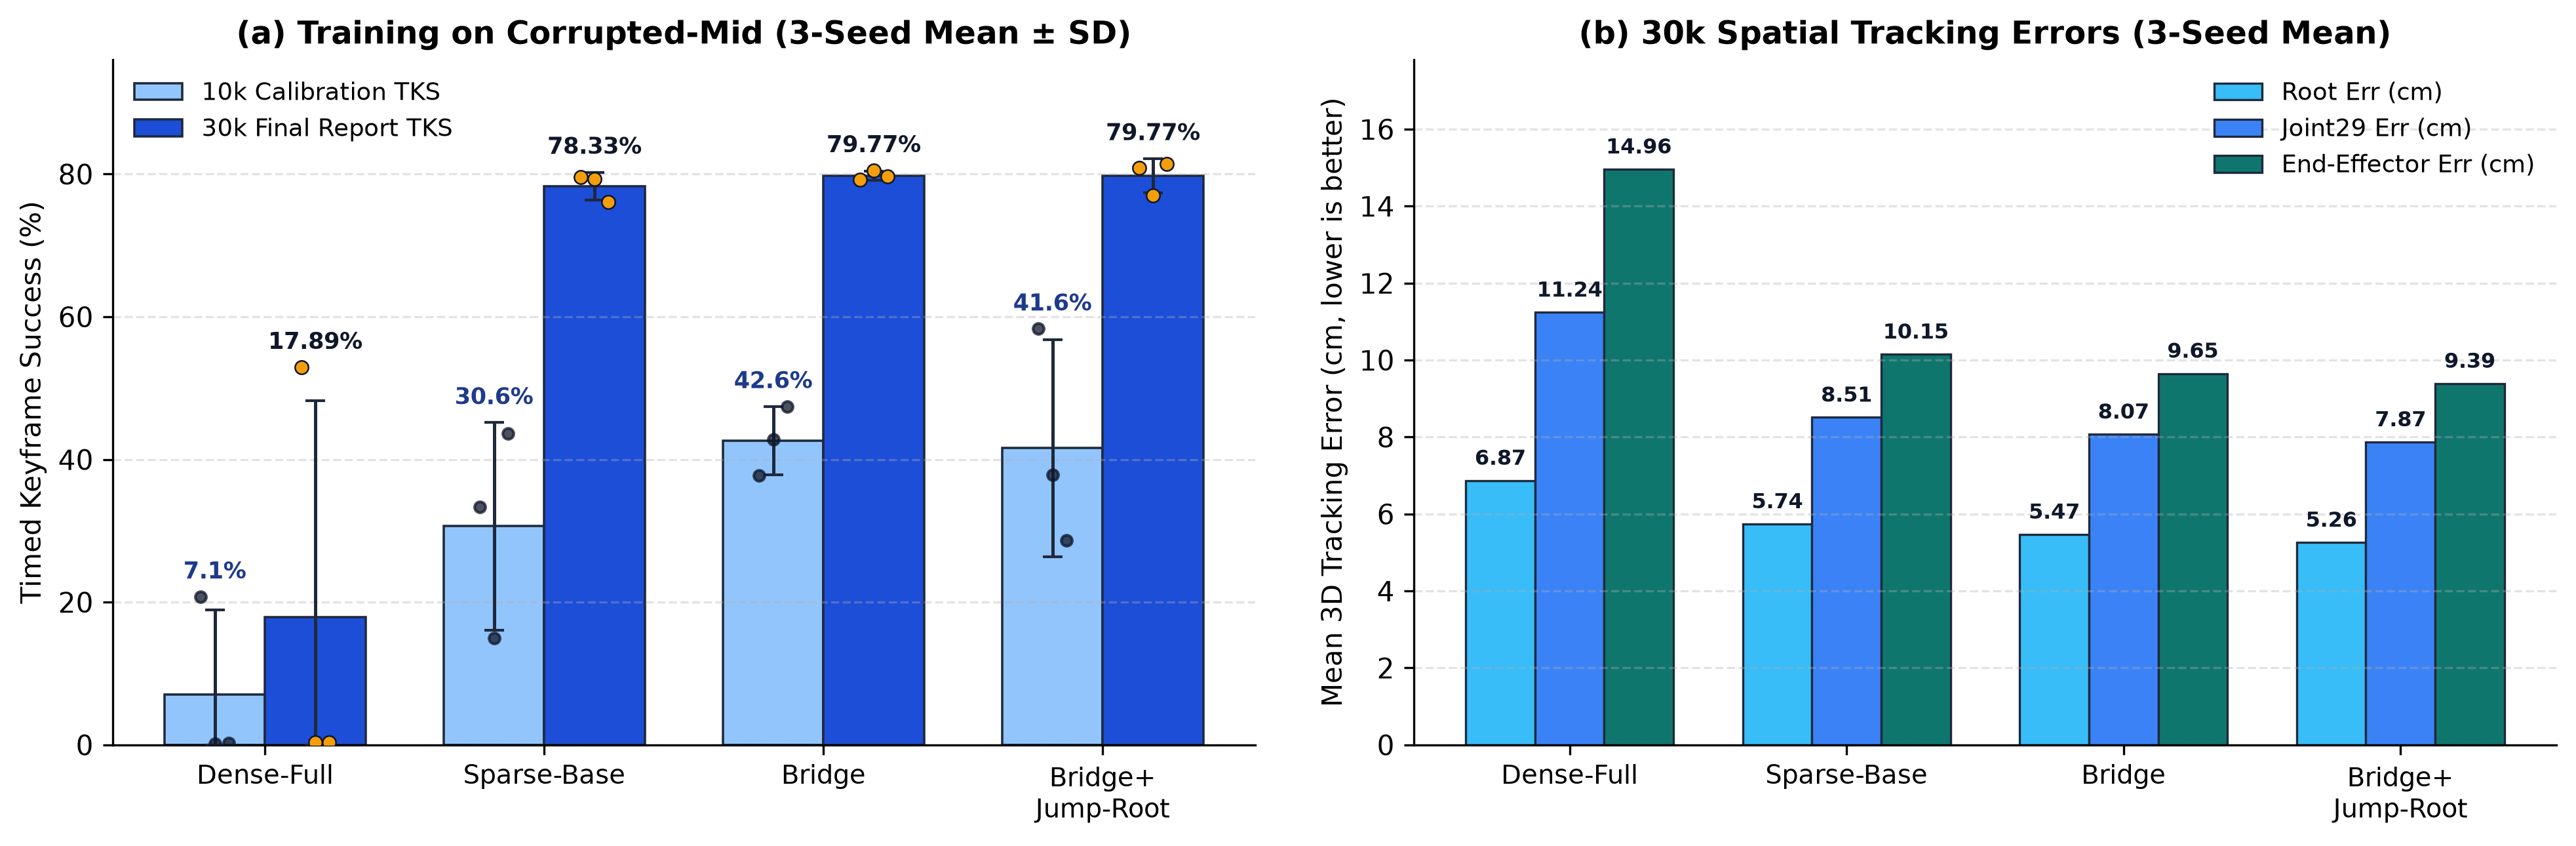 (a) Training on Corrupted-Mid (3-Seed Mean ± SD)
10k Calibration TKS
30k Final Report TKS
Timed Keyframe Success (%)
80
60
40
20
0
7.1%
17.89%
30.6%
78.33%
42.6%
79.77%
41.6%
79.77%
Dense-Full
Sparse-Base
Bridge
Bridge+
Jump-Root
(b) 30k Spatial Tracking Errors (3-Seed Mean)
Root Err (cm)
Joint29 Err (cm)
End-Effector Err (cm)
Mean 3D Tracking Error (cm, lower is better)
16
14
12
10
8
6
4
2
0
6.87
11.24
14.96
5.74
8.51
10.15
5.47
8.07
9.65
5.26
7.87
9.39
Dense-Full
Sparse-Base
Bridge
Bridge+
Jump-Root